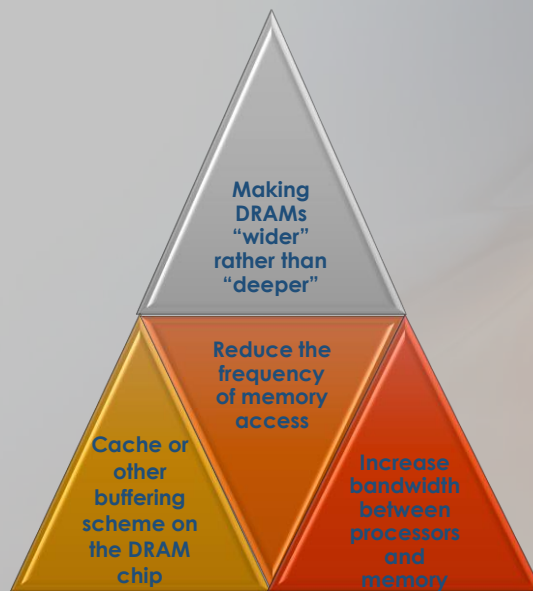 Making
DRAMs
“wider”
rather than
“deeper”
Reduce the
frequency
of memory
access
Cache or
other
buffering
scheme on
the DRAM
chip
Increase
bandwidth
between
processors
and
memory